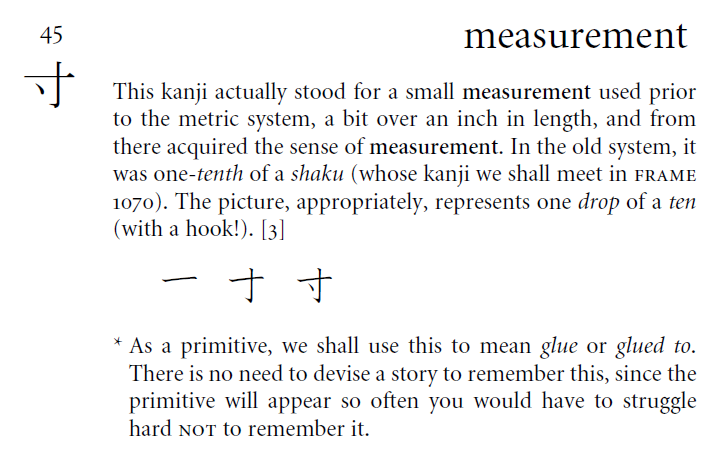 45
measurement
寸
This kanji actually stood for a small measurement used prior
to the metric system, a bit over an inch in length, and from
there acquired the sense of measurement. In the old system, it
was one-tenth of a shaku (whose kanji we shall meet in FRAME
1070). The picture, appropriately, represents one drop of a ten
(with a hook!). [3]
一 寸 寸
* As a primitive, we shall use this to mean glue or glued to.
There is no need to devise a story to remember this, since the
primitive will appear so often you would have to struggle
hard NOT to remember it.